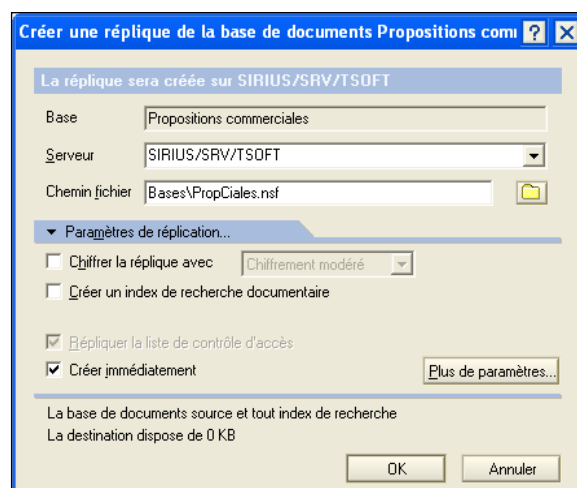 Créer une réplique de la base de documents Propositions comm
La réplique sera créée sur SIRIUS/SRV/TSOFT
Base Propositions commerciales
Serveur SIRIUS/SRV/TSOFT
Chemin fichier Bases\PropCiales.nsf
Paramètres de réplication...
Chiffrer la réplique avec Chiffrement modéré
Créer un index de recherche documentaire
Répliquer la liste de contrôle d'accès
Créer immédiatement Plus de paramètres...
La base de documents source et tout index de recherche
La destination dispose de 0 KB
OK Annuler